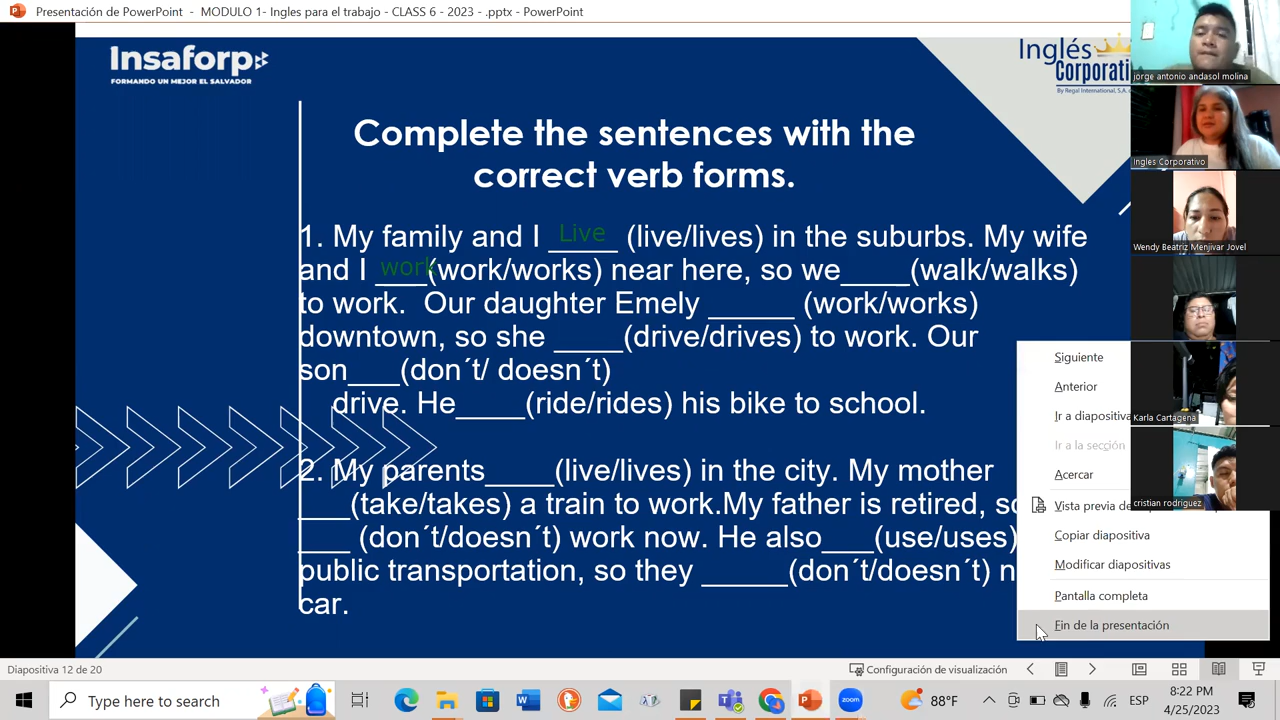 Presentación de PowerPoint - MODULO 1- Ingles para el trabajo - CLASS 6 - 2023 - .pptx - PowerPoint
Insaforp
FORMANDO UN MEJOR EL SALVADOR
Inglés
Corporati
By Regal International, S.A.
Complete the sentences with the
correct verb forms.
1. My family and I ____ Live (live/lives) in the suburbs. My wife
and I ___ work (work/works) near here, so we____(walk/walks)
to work. Our daughter Emely _____ (work/works)
downtown, so she ____(drive/drives) to work. Our
son___(don´t/ doesn´t)
drive. He____(ride/rides) his bike to school.
2. My parents____(live/lives) in the city. My mother
___(take/takes) a train to work.My father is retired, so
___ (don´t/doesn´t) work now. He also___(use/uses)
public transportation, so they _____(don´t/doesn´t) n
car.
jorge antonio andasol molina
Ingles Corporativo
Wendy Beatriz Menjivar Jovel
Karla Cartagena
cristian rodriguez
Siguiente
Anterior
Ir a diapositiva
Ir a la sección
Acercar
Vista previa de
Copiar diapositiva
Modificar diapositivas
Pantalla completa
Fin de la presentación
Diapositiva 12 de 20
Configuración de visualización
Type here to search
88°F
ESP
8:22 PM
4/25/2023